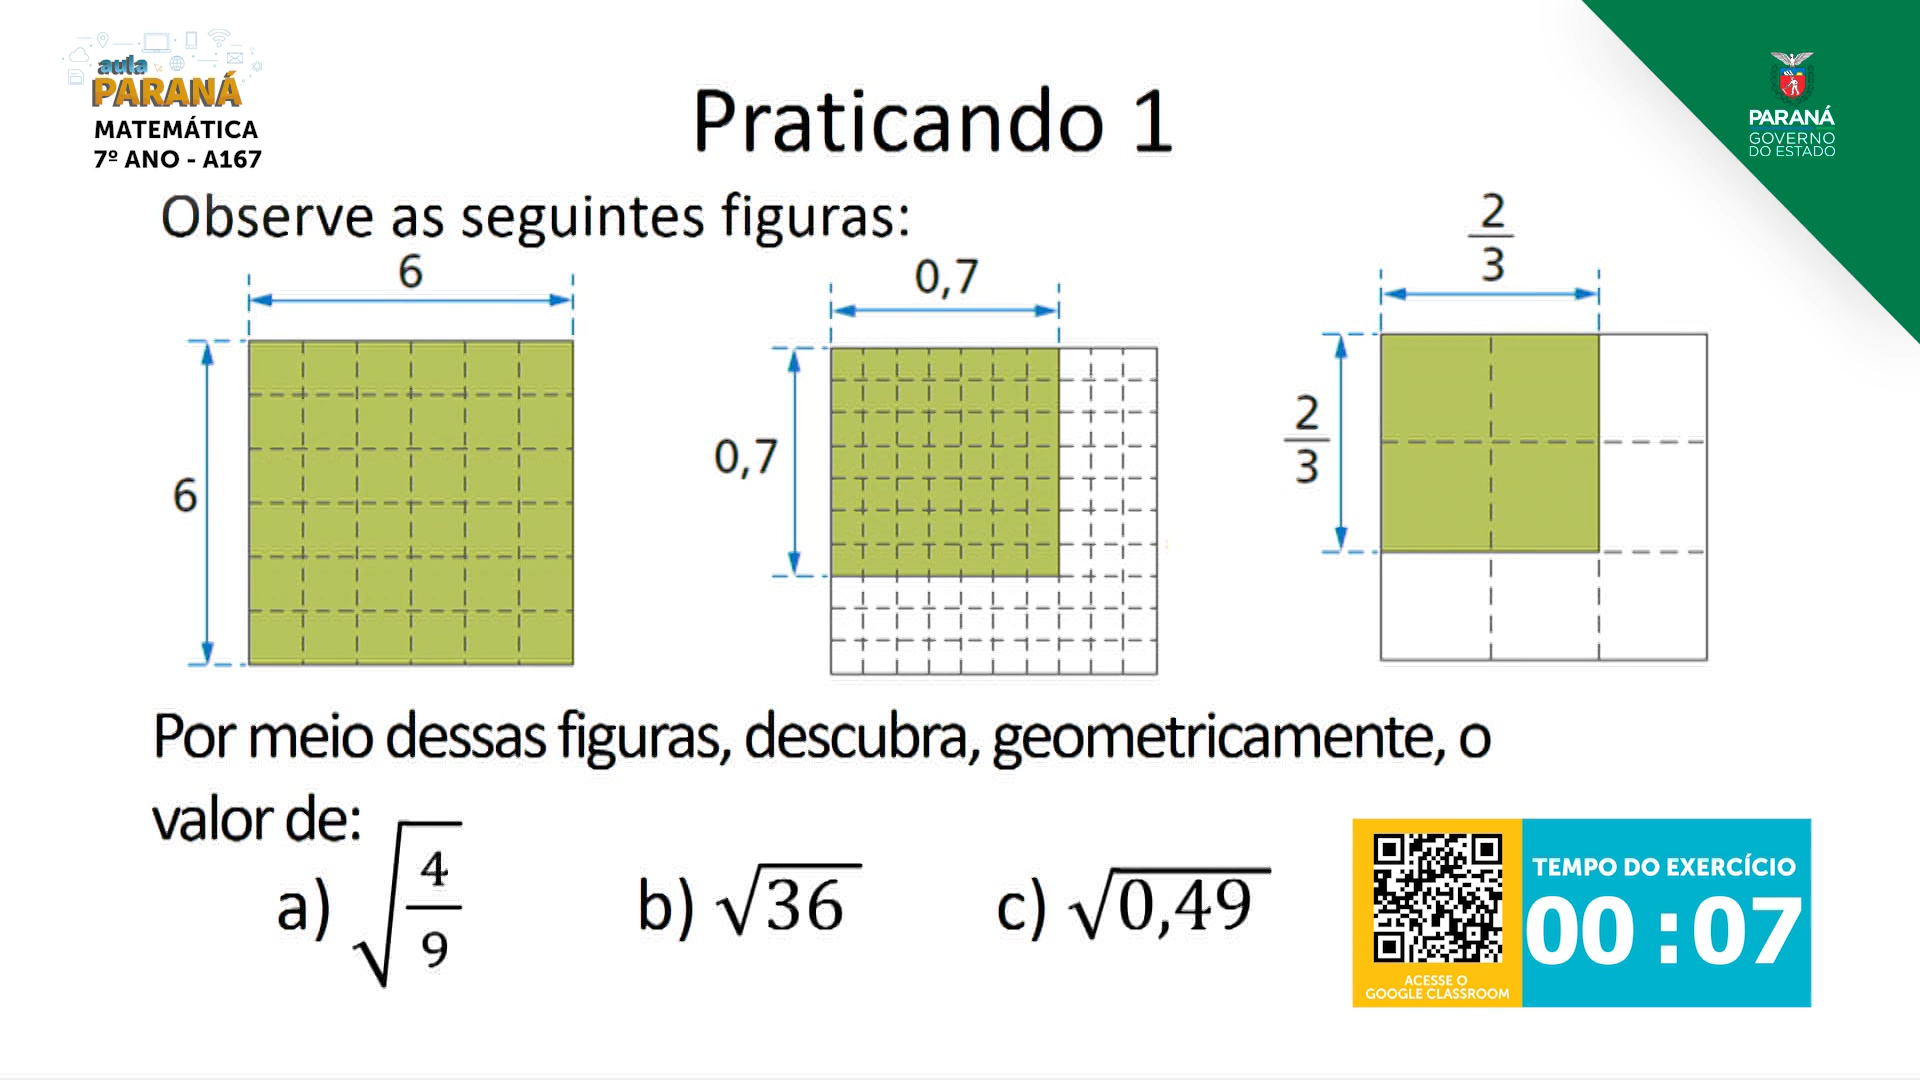 aula
PARANÁ
MATEMÁTICA
7º ANO - A167
Praticando 1
PARANÁ
GOVERNO
DO ESTADO
Observe as seguintes figuras:
6
6
0,7
0,7
2
3
2
3
Por meio dessas figuras, descubra, geometricamente, o
valor de:
a) √(4/9)
b) √36
c) √0,49
ACESSE O
GOOGLE CLASSROOM
TEMPO DO EXERCÍCIO
00 :07